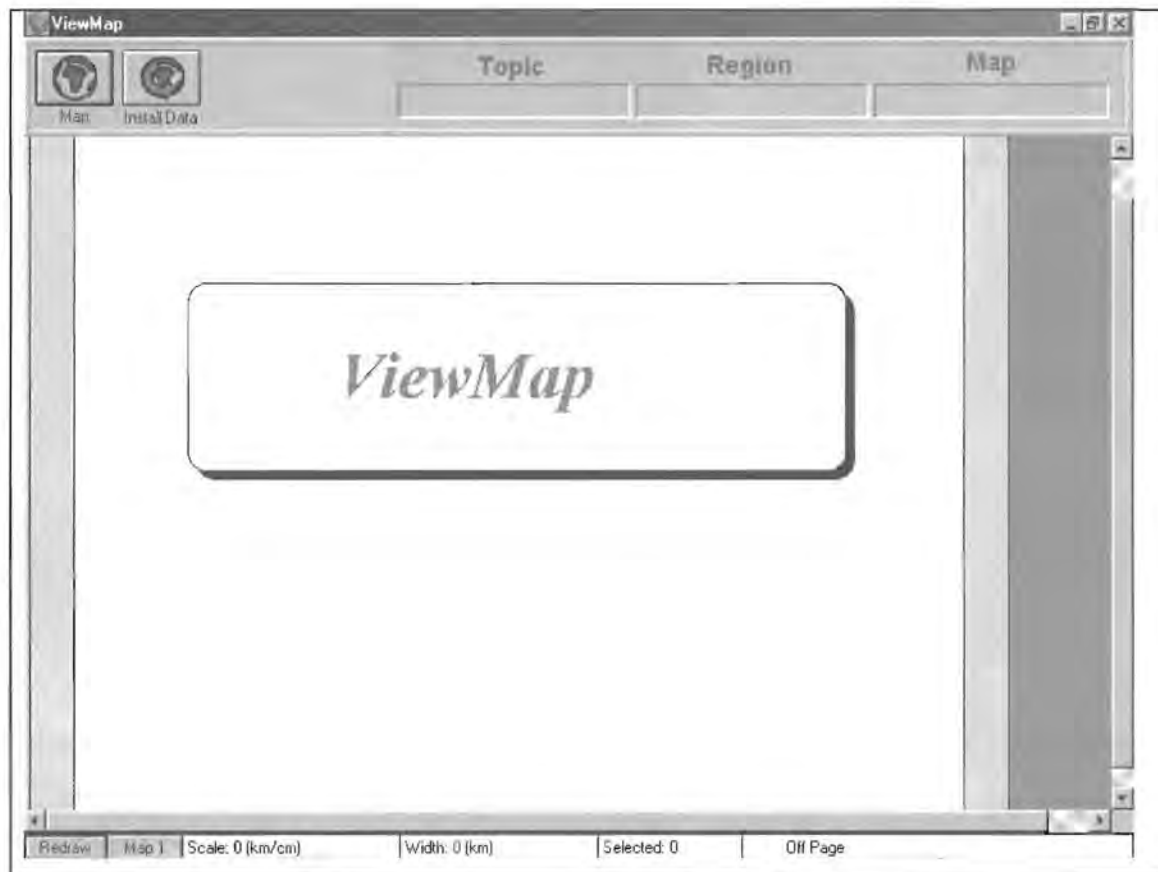 ViewMap
Topic Region Map
Map Install Data
ViewMap
Redraw Map 1 Scale: 0 (km/cm) Width: 0 (km) Selected: 0 Off Page